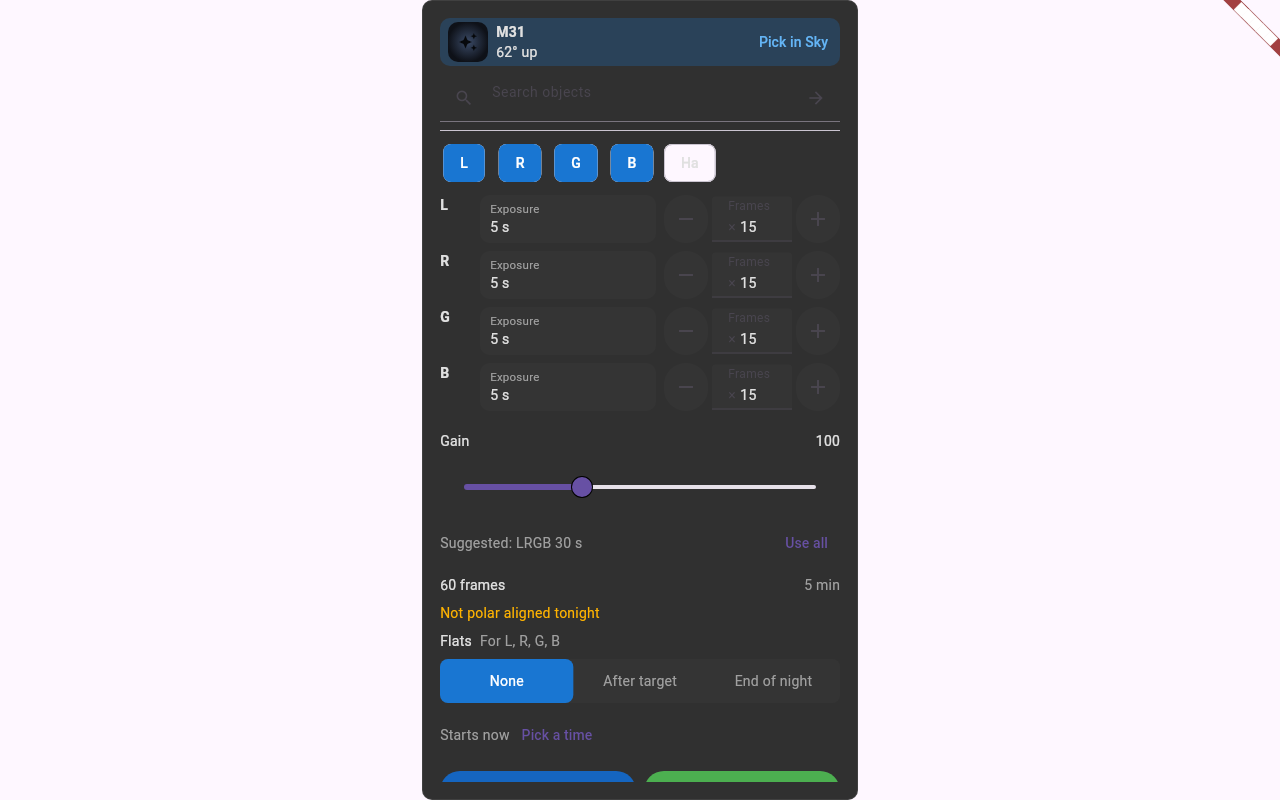 M31
62° up
Pick in Sky
Search objects
L R G B Ha
L Exposure Frames
5 s × 15
R Exposure Frames
5 s × 15
G Exposure Frames
5 s × 15
B Exposure Frames
5 s × 15
Gain 100
Suggested: LRGB 30 s Use all
60 frames 5 min
Not polar aligned tonight
Flats For L, R, G, B
None After target End of night
Starts now Pick a time